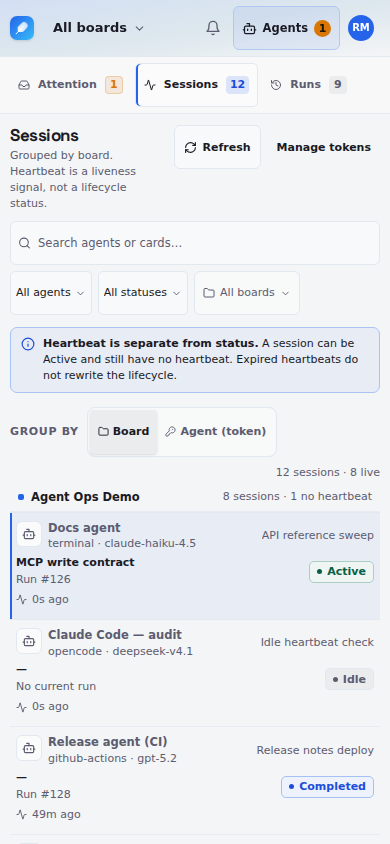 All boards
Agents 1
RM
Attention 1
Sessions 12
Runs 9
Sessions
Grouped by board.
Heartbeat is a liveness
signal, not a lifecycle
status.
Refresh
Manage tokens
Search agents or cards...
All agents
All statuses
All boards
Heartbeat is separate from status. A session can be
Active and still have no heartbeat. Expired heartbeats do
not rewrite the lifecycle.
GROUP BY
Board
Agent (token)
12 sessions · 8 live
Agent Ops Demo
8 sessions · 1 no heartbeat
Docs agent
terminal · claude-haiku-4.5
API reference sweep
MCP write contract
Run #126
Active
0s ago
Claude Code — audit
opencode · deepseek-v4.1
Idle heartbeat check
—
No current run
Idle
0s ago
Release agent (CI)
github-actions · gpt-5.2
Release notes deploy
—
Run #128
Completed
49m ago